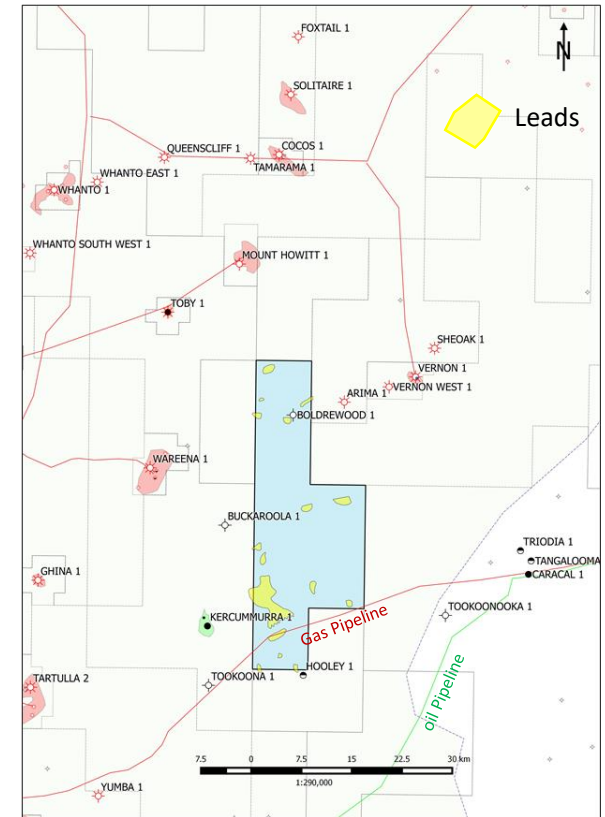 FOXTAIL 1
N
SOLITAIRE 1
Leads
QUEENSCLIFF 1
COCOS 1
TAMARAMA 1
WHANTO EAST 1
WHANTO 1
WHANTO SOUTH WEST 1
MOUNT HOWITT 1
TOBY 1
SHEOAK 1
VERNON 1
VERNON WEST 1
ARIMA 1
BOLDREWOOD 1
WAREENA 1
BUCKAROOLA 1
TRIODIA 1
TANGALOOMA
CARACAL 1
GHINA 1
TOOKOONOOKA 1
KERCUMMURRA 1
Gas Pipeline
HOOLEY 1
TOOKOONA 1
TARTULLA 2
oil Pipeline
7.5 0 7.5 15 22.5 30 km
1:290,000
YUMBA 1